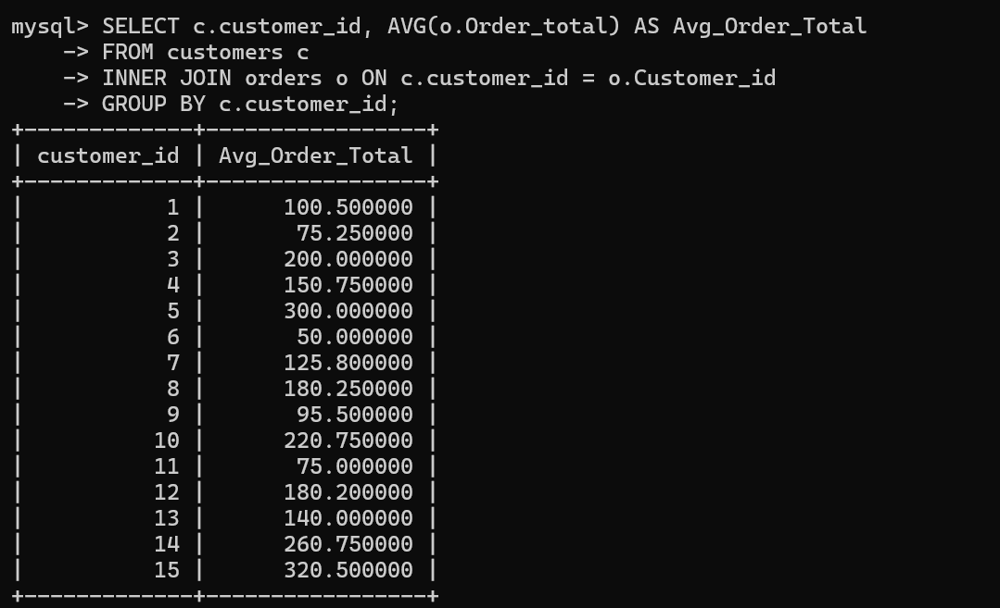 mysql> SELECT c.customer_id, AVG(o.Order_total) AS Avg_Order_Total
    -> FROM customers c
    -> INNER JOIN orders o ON c.customer_id = o.Customer_id
    -> GROUP BY c.customer_id;
+-------------+-----------------+
| customer_id | Avg_Order_Total |
+-------------+-----------------+
|           1 |      100.500000 |
|           2 |       75.250000 |
|           3 |      200.000000 |
|           4 |      150.750000 |
|           5 |      300.000000 |
|           6 |       50.000000 |
|           7 |      125.800000 |
|           8 |      180.250000 |
|           9 |       95.500000 |
|          10 |      220.750000 |
|          11 |       75.000000 |
|          12 |      180.200000 |
|          13 |      140.000000 |
|          14 |      260.750000 |
|          15 |      320.500000 |
+-------------+-----------------+